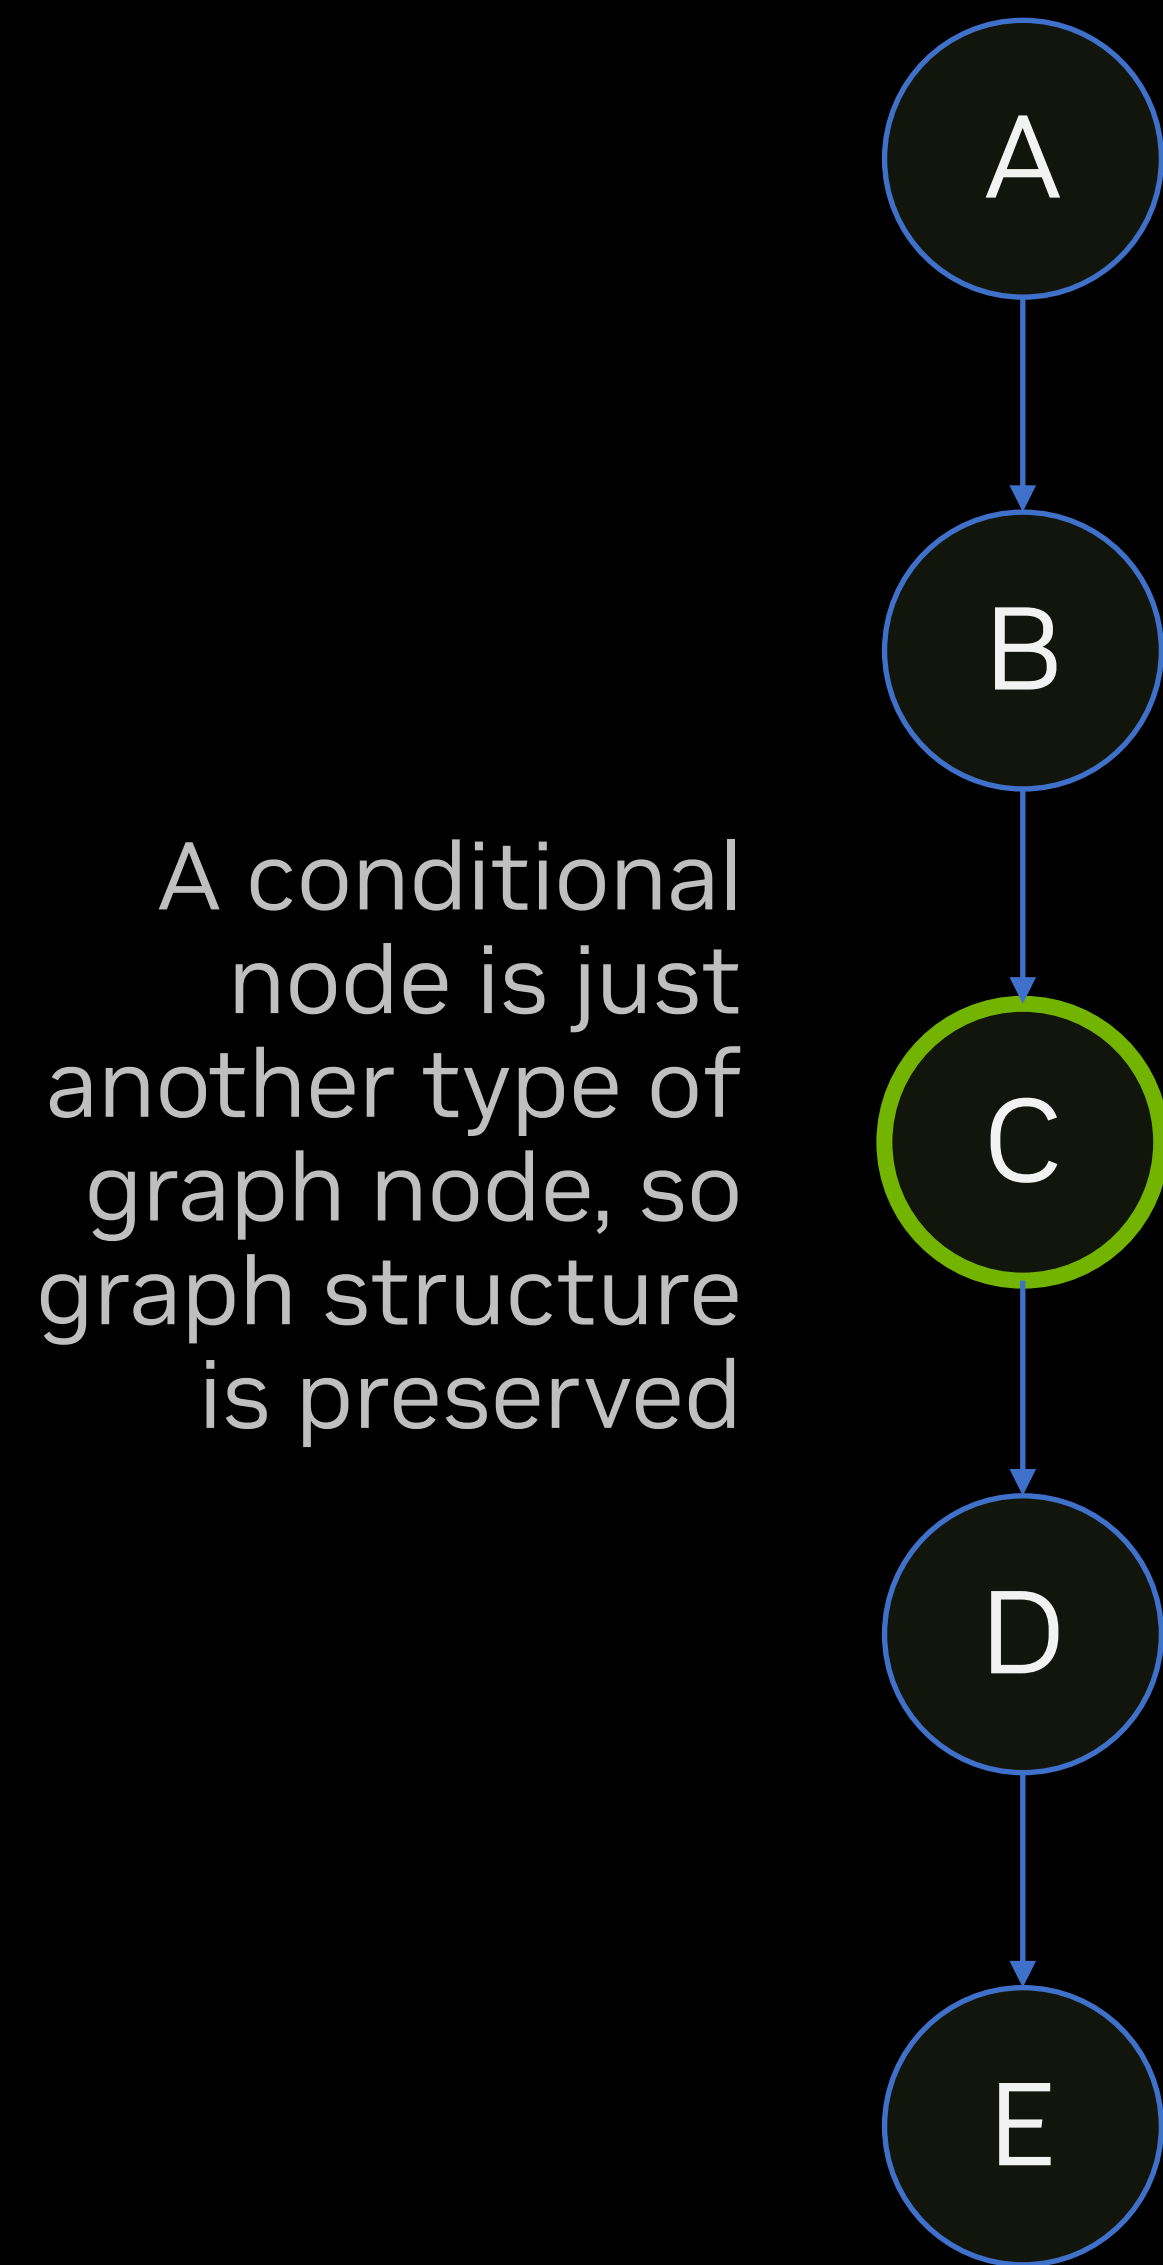 A
B
A conditional
node is just
another type of
graph node, so
graph structure
is preserved
C
D
E